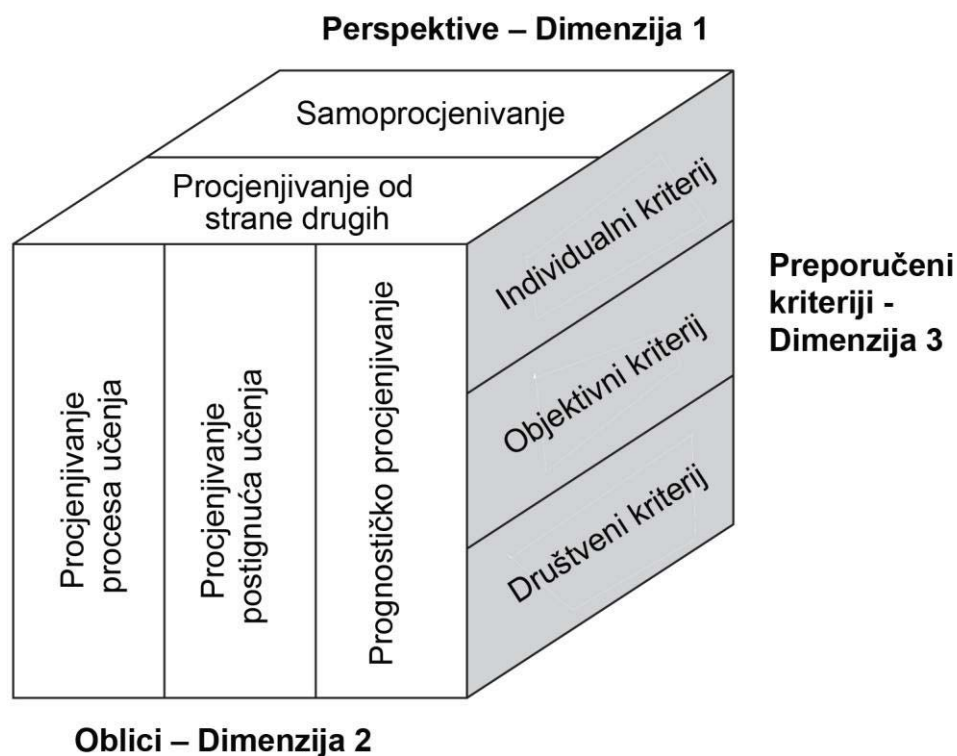 Perspektive – Dimenzija 1
Samoprocjenivanje
Procjenjivanje od
strane drugih
Individualni kriterij
Objektivni kriterij
Društveni kriterij
Preporučeni
kriteriji -
Dimenzija 3
Procjenjivanje
procesa učenja
Procjenjivanje
postignuća učenja
Prognostičko procjenjivanje
Oblici – Dimenzija 2